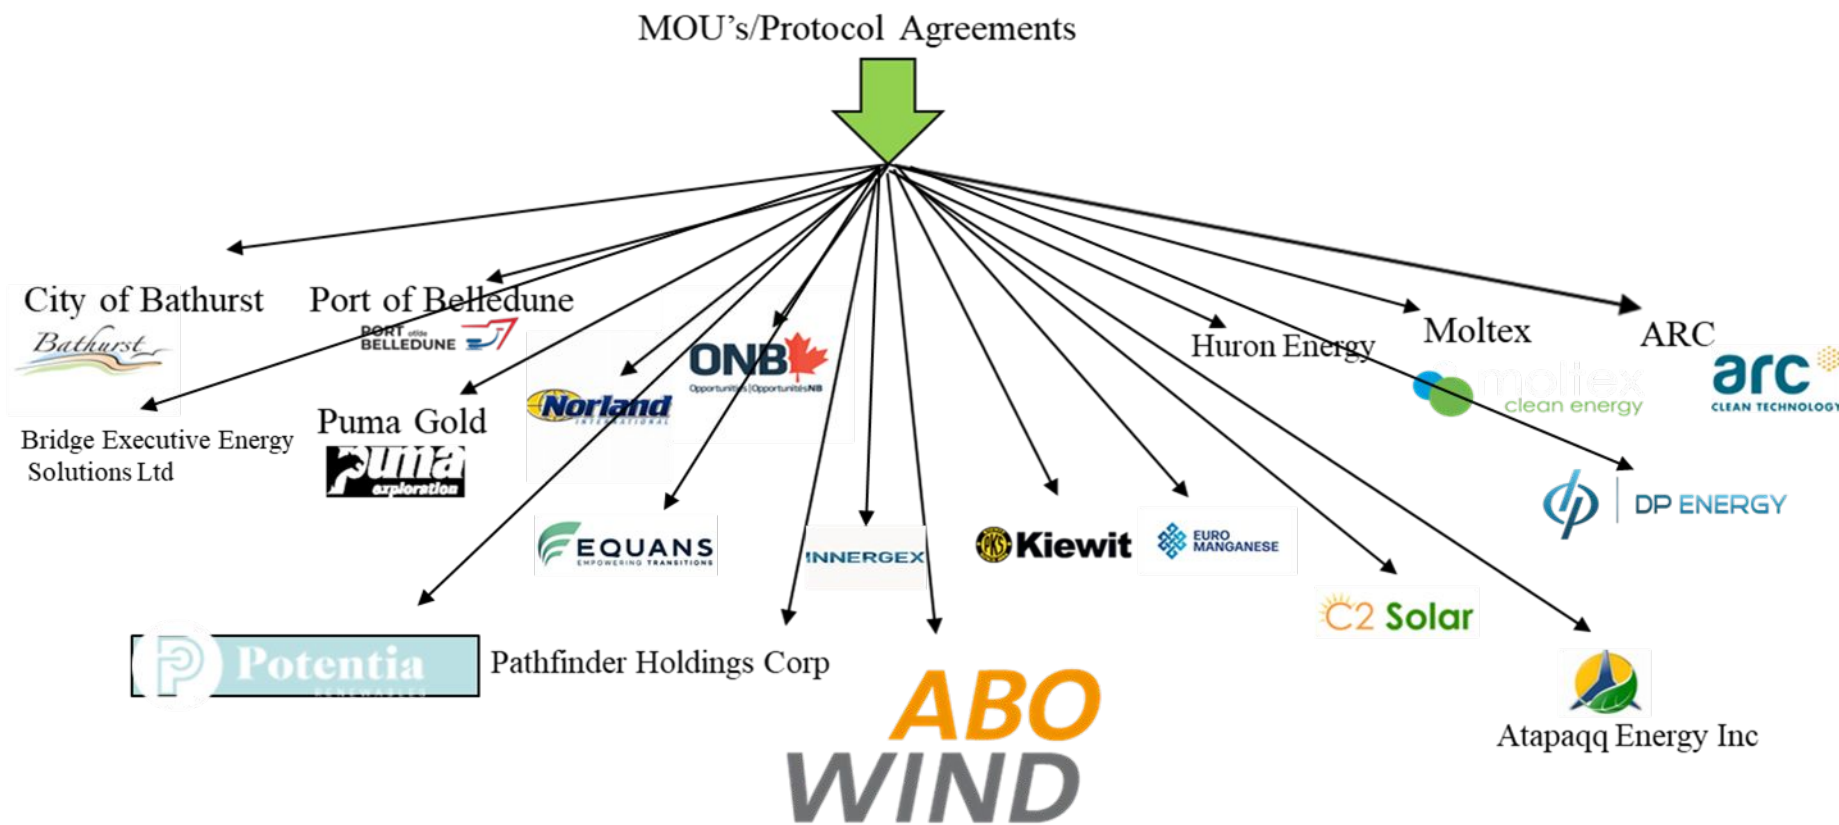 MOU's/Protocol Agreements
City of Bathurst
Bathurst
Port of Belledune
PORT of/de
BELLEDUNE
Bridge Executive Energy
Solutions Ltd
Puma Gold
Puma
exploration
Norland
INTERNATIONAL
ONB
Opportunities | OpportunitésNB
Huron Energy
Moltex
moltex
clean energy
ARC
arc
CLEAN TECHNOLOGY
DP ENERGY
EQUANS
EMPOWERING TRANSITIONS
INNERGEX
PKS
Kiewit
EURO
MANGANESE
C2 Solar
Potentia
RENEWABLES
Pathfinder Holdings Corp
ABO
WIND
Atapaqq Energy Inc